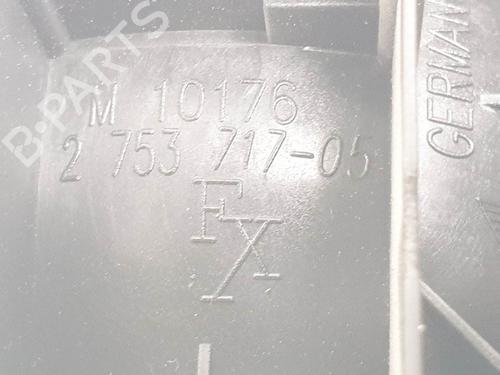 B-PARTS
M 10176
2 753 717-05
FX
GERMAN